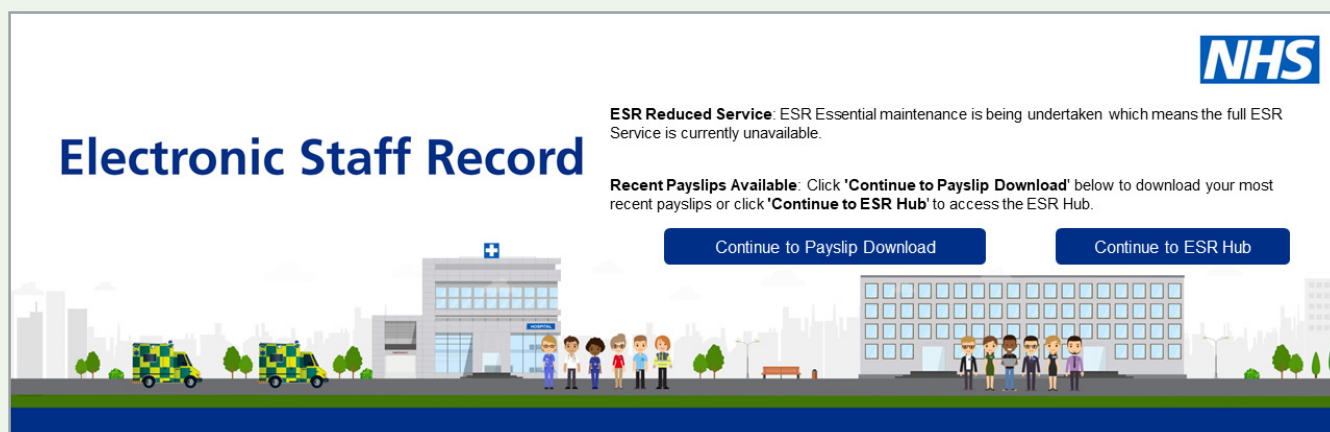 NHS
Electronic Staff Record
ESR Reduced Service: ESR Essential maintenance is being undertaken which means the full ESR
Service is currently unavailable.
Recent Payslips Available: Click 'Continue to Payslip Download' below to download your most
recent payslips or click 'Continue to ESR Hub' to access the ESR Hub.
Continue to Payslip Download
Continue to ESR Hub
HOSPITAL